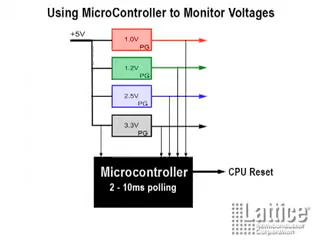 Using MicroController to Monitor Voltages
+5V
1.0V
PG
1.2V
PG
2.5V
PG
3.3V
PG
Microcontroller
2 - 10ms polling
CPU Reset
Lattice
Semiconductor
Corporation